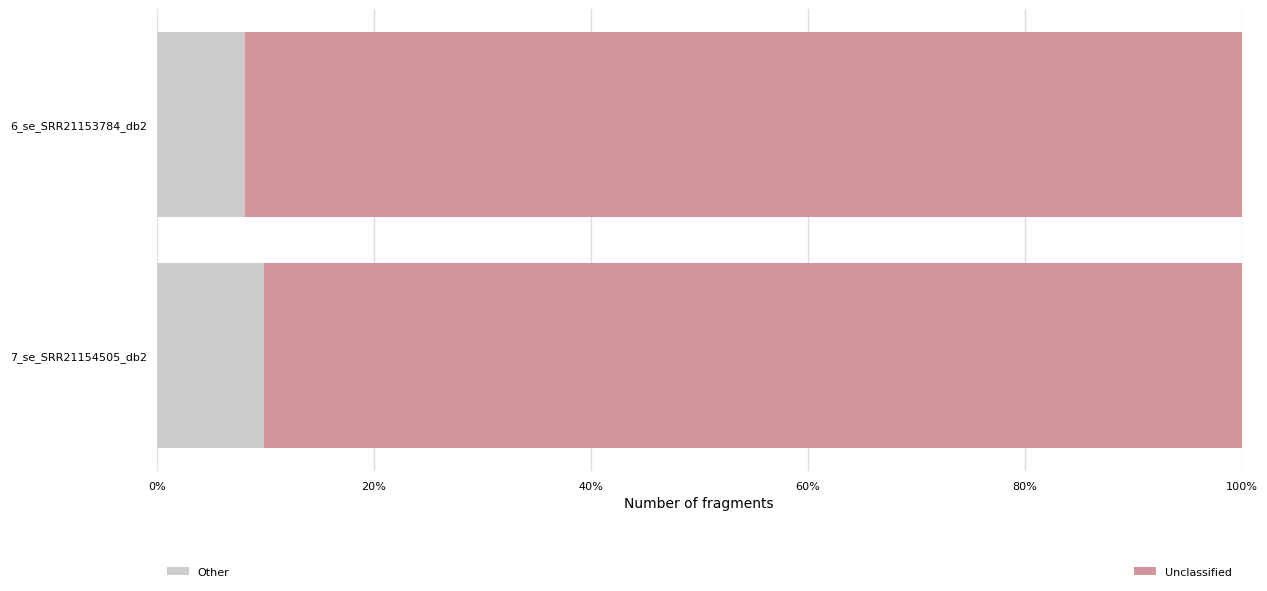 6_se_SRR21153784_db2
7_se_SRR21154505_db2
0%
20%
40%
60%
80%
100%
Number of fragments
Other
Unclassified